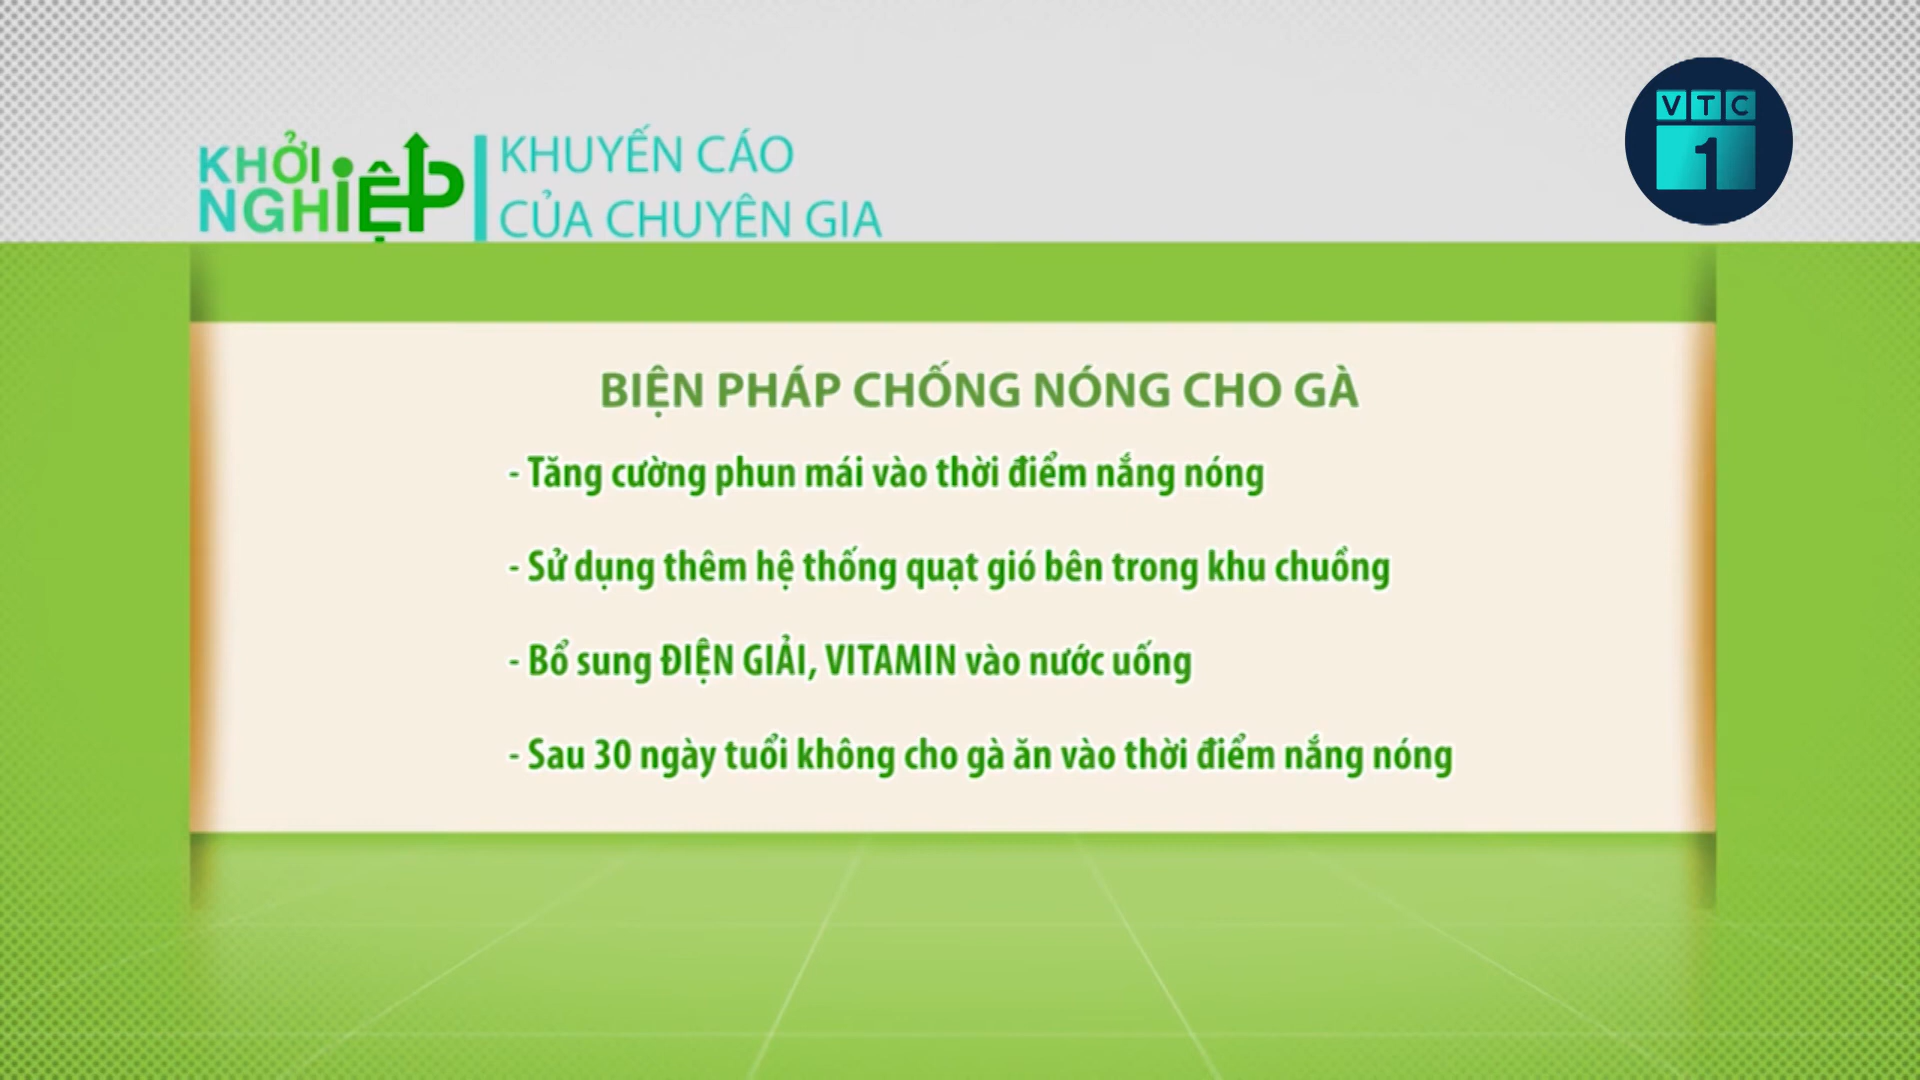 KHỞI NGHIỆP
KHUYẾN CÁO
CỦA CHUYÊN GIA
VTC
1
BIỆN PHÁP CHỐNG NÓNG CHO GÀ
- Tăng cường phun mái vào thời điểm nắng nóng
- Sử dụng thêm hệ thống quạt gió bên trong khu chuồng
- Bổ sung ĐIỆN GIẢI, VITAMIN vào nước uống
- Sau 30 ngày tuổi không cho gà ăn vào thời điểm nắng nóng